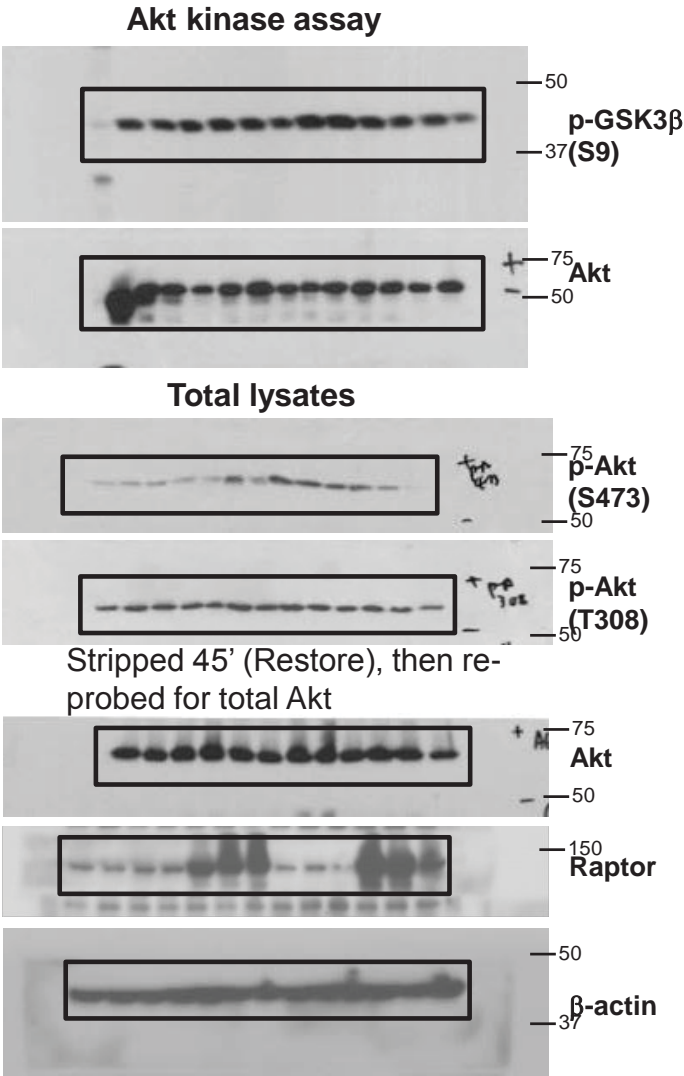 Akt kinase assay
50
p-GSK3β
37 (S9)
+ 75
Akt
– 50
Total lysates
+ 75
p-Akt
(S473)
– 50
75
+ p-Akt
(T308)
– 50
Stripped 45' (Restore), then re-
probed for total Akt
+ 75
Akt
– 50
150
Raptor
50
β-actin
37